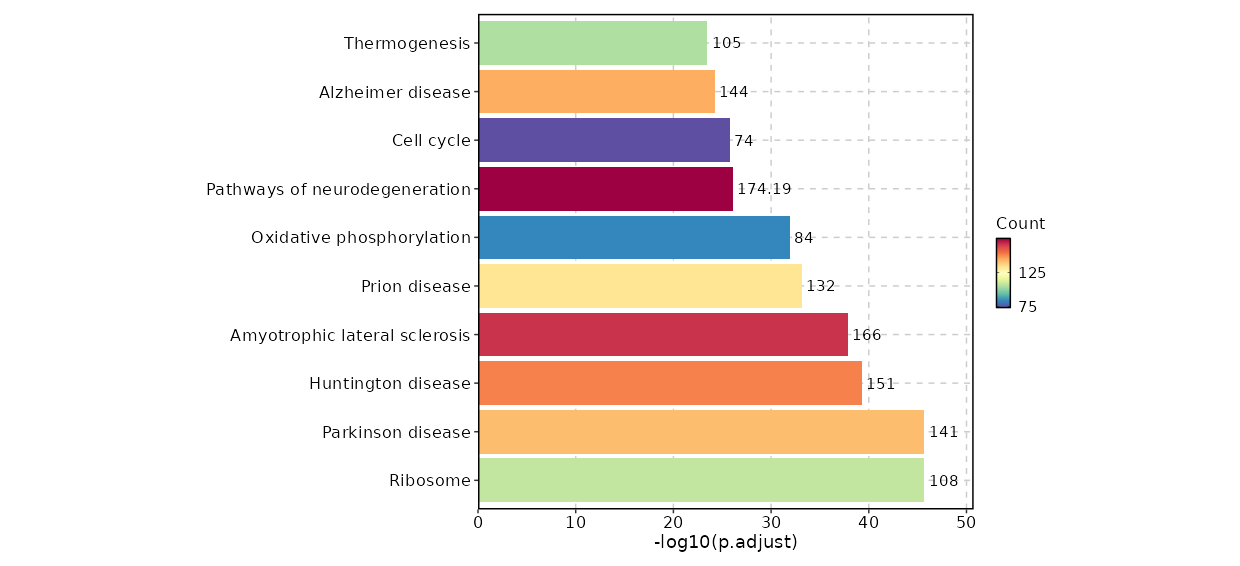 Thermogenesis
105
Alzheimer disease
144
Cell cycle
74
Pathways of neurodegeneration
174.19
Oxidative phosphorylation
84
Prion disease
132
Amyotrophic lateral sclerosis
166
Huntington disease
151
Parkinson disease
141
Ribosome
108
0 10 20 30 40 50
-log10(p.adjust)
Count
125
75